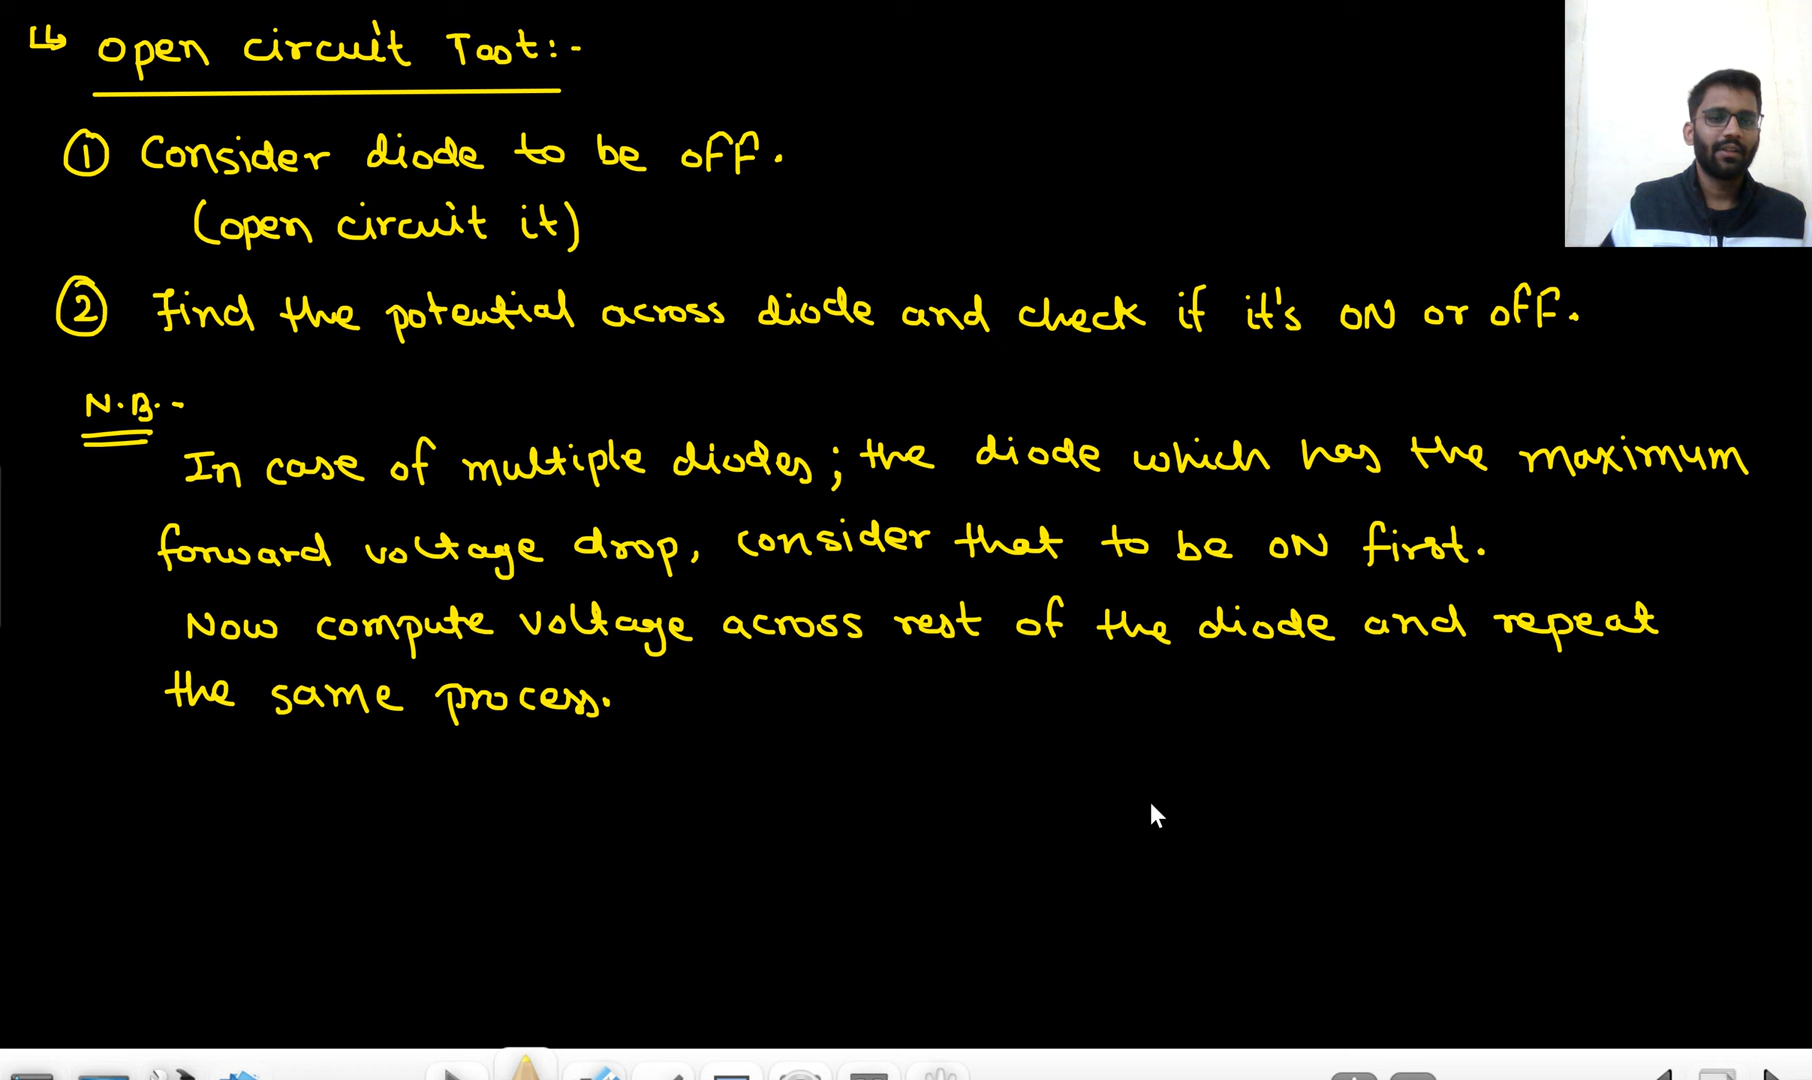 ↳ Open circuit Test:-
① Consider diode to be off.
(open circuit it)
② Find the potential across diode and check if it's ON or off.
N.B.-
In case of multiple diodes; the diode which has the maximum
forward voltage drop, consider that to be ON first.
Now compute voltage across rest of the diode and repeat
the same process.